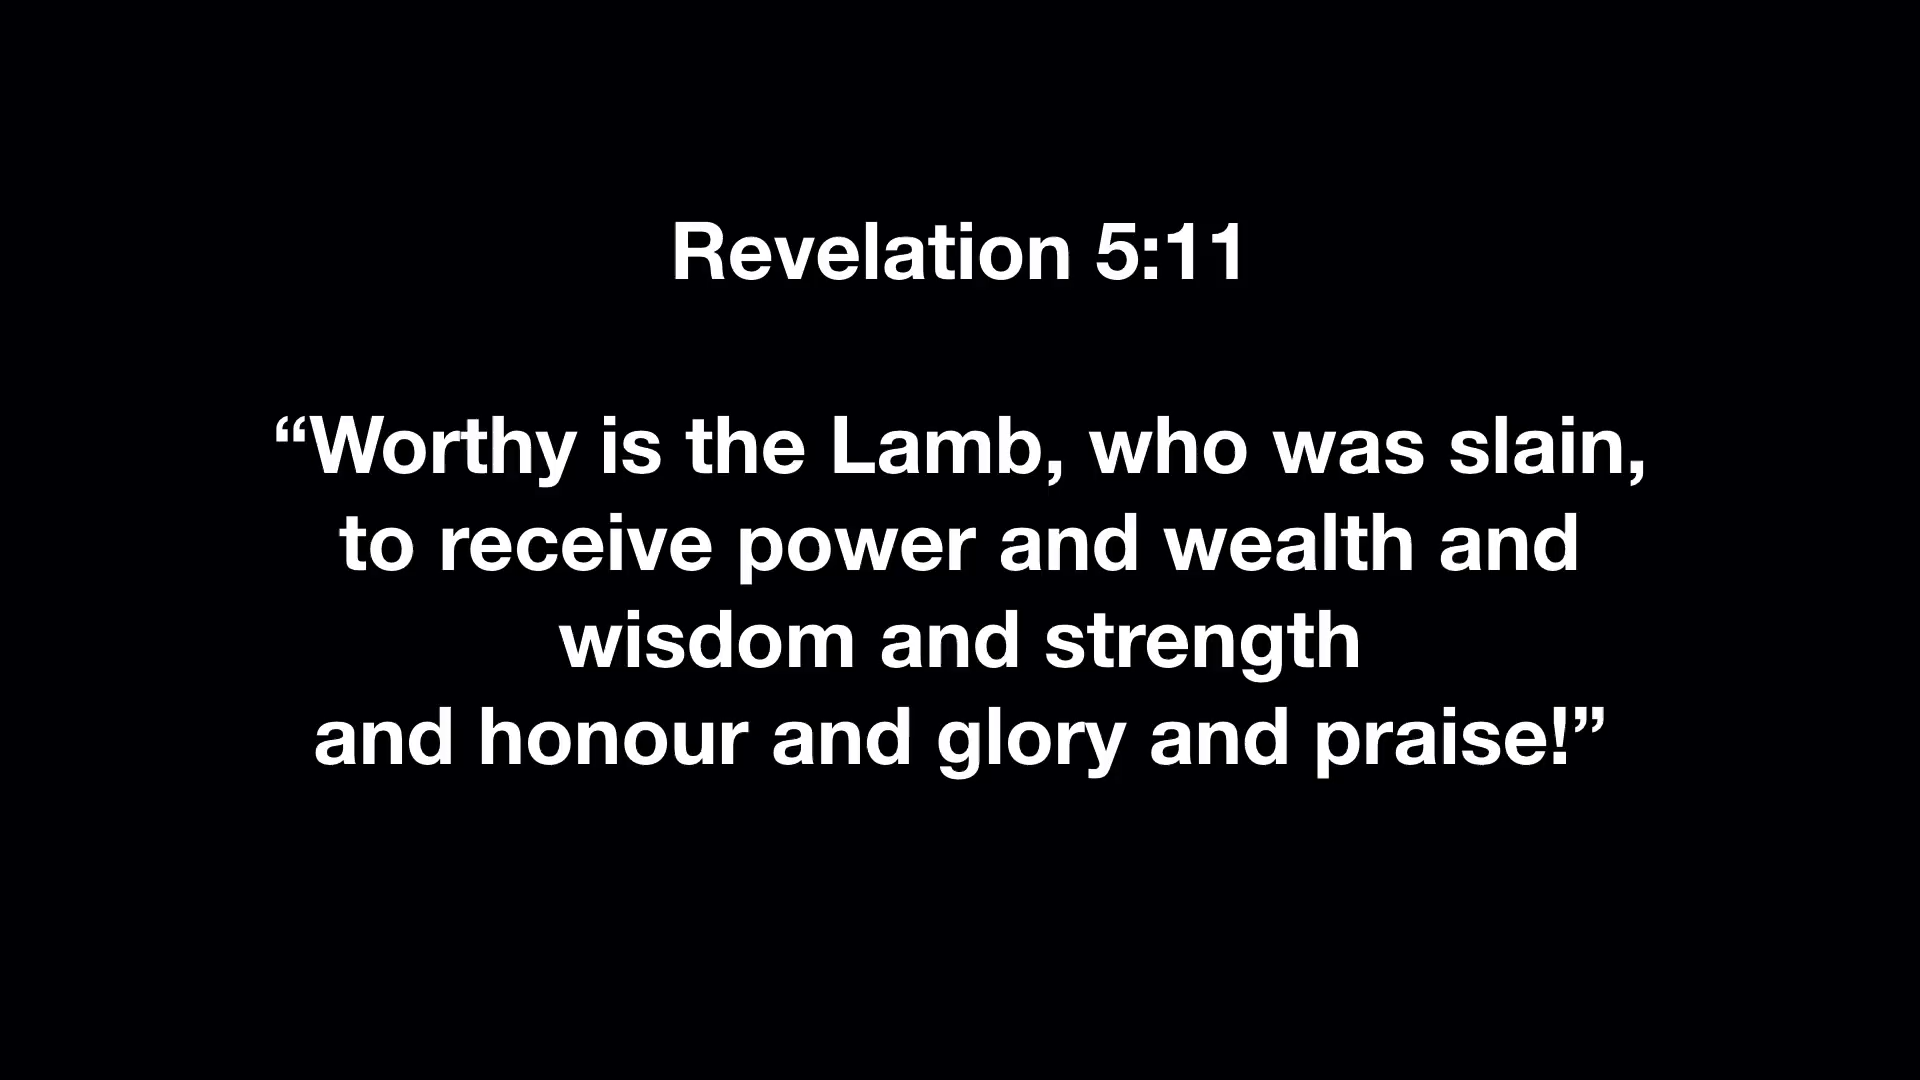 Revelation 5:11
“Worthy is the Lamb, who was slain,
to receive power and wealth and
wisdom and strength
and honour and glory and praise!”